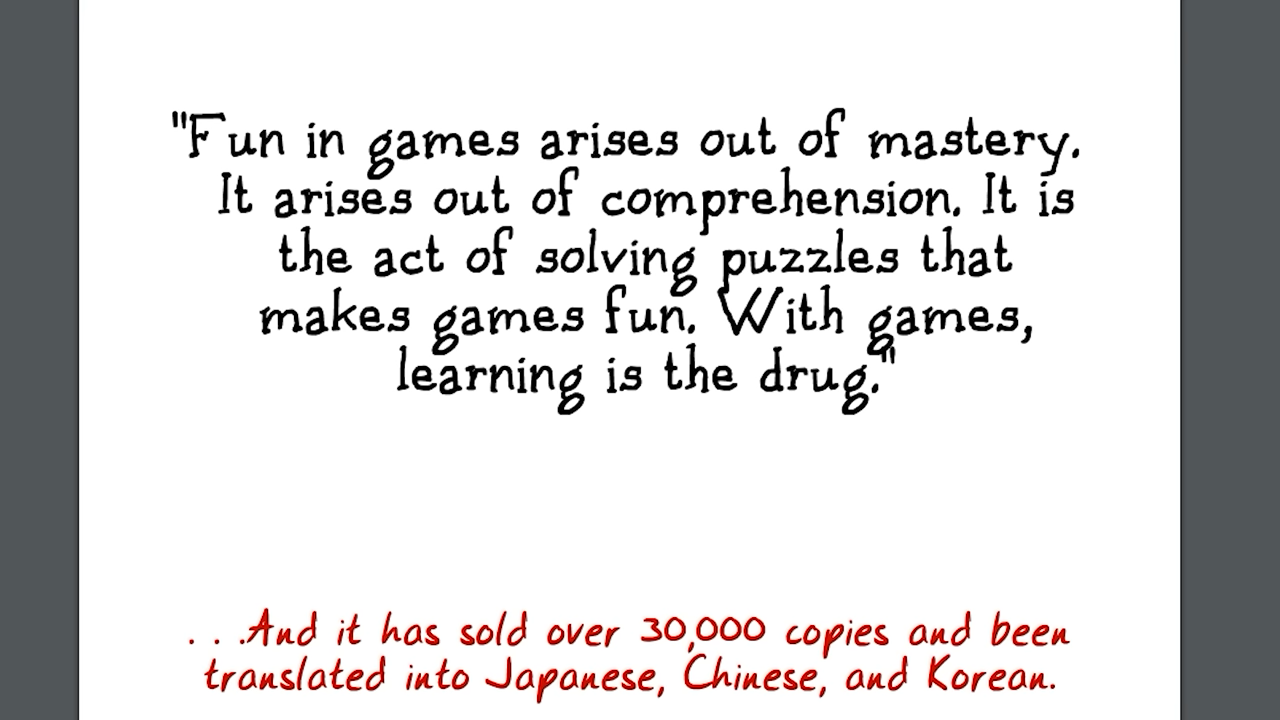 "Fun in games arises out of mastery.
It arises out of comprehension. It is
the act of solving puzzles that
makes games fun. With games,
learning is the drug."
. . .And it has sold over 30,000 copies and been
translated into Japanese, Chinese, and Korean.